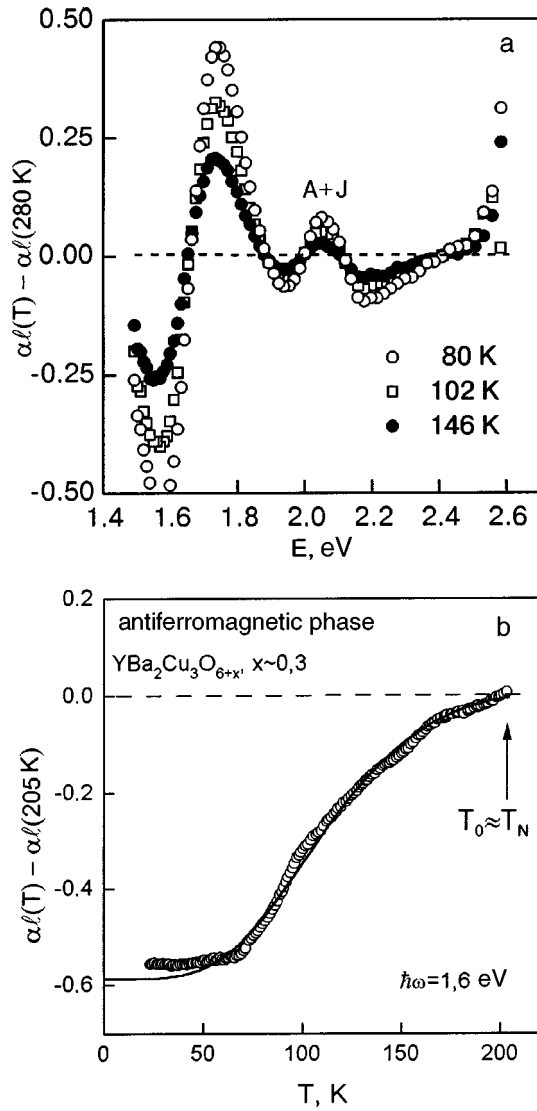 a
αℓ(T) − αℓ(280 K)
0.50
0.25
0.00
-0.25
-0.50
A+J
80 K
102 K
146 K
1.4 1.6 1.8 2.0 2.2 2.4 2.6
E, eV
b
αℓ(T) − αℓ(205 K)
0.2
0.0
-0.2
-0.4
-0.6
antiferromagnetic phase
YBa₂Cu₃O₆₊ₓ, x~0,3
T₀≈T_N
ℏω=1,6 eV
0 50 100 150 200
T, K